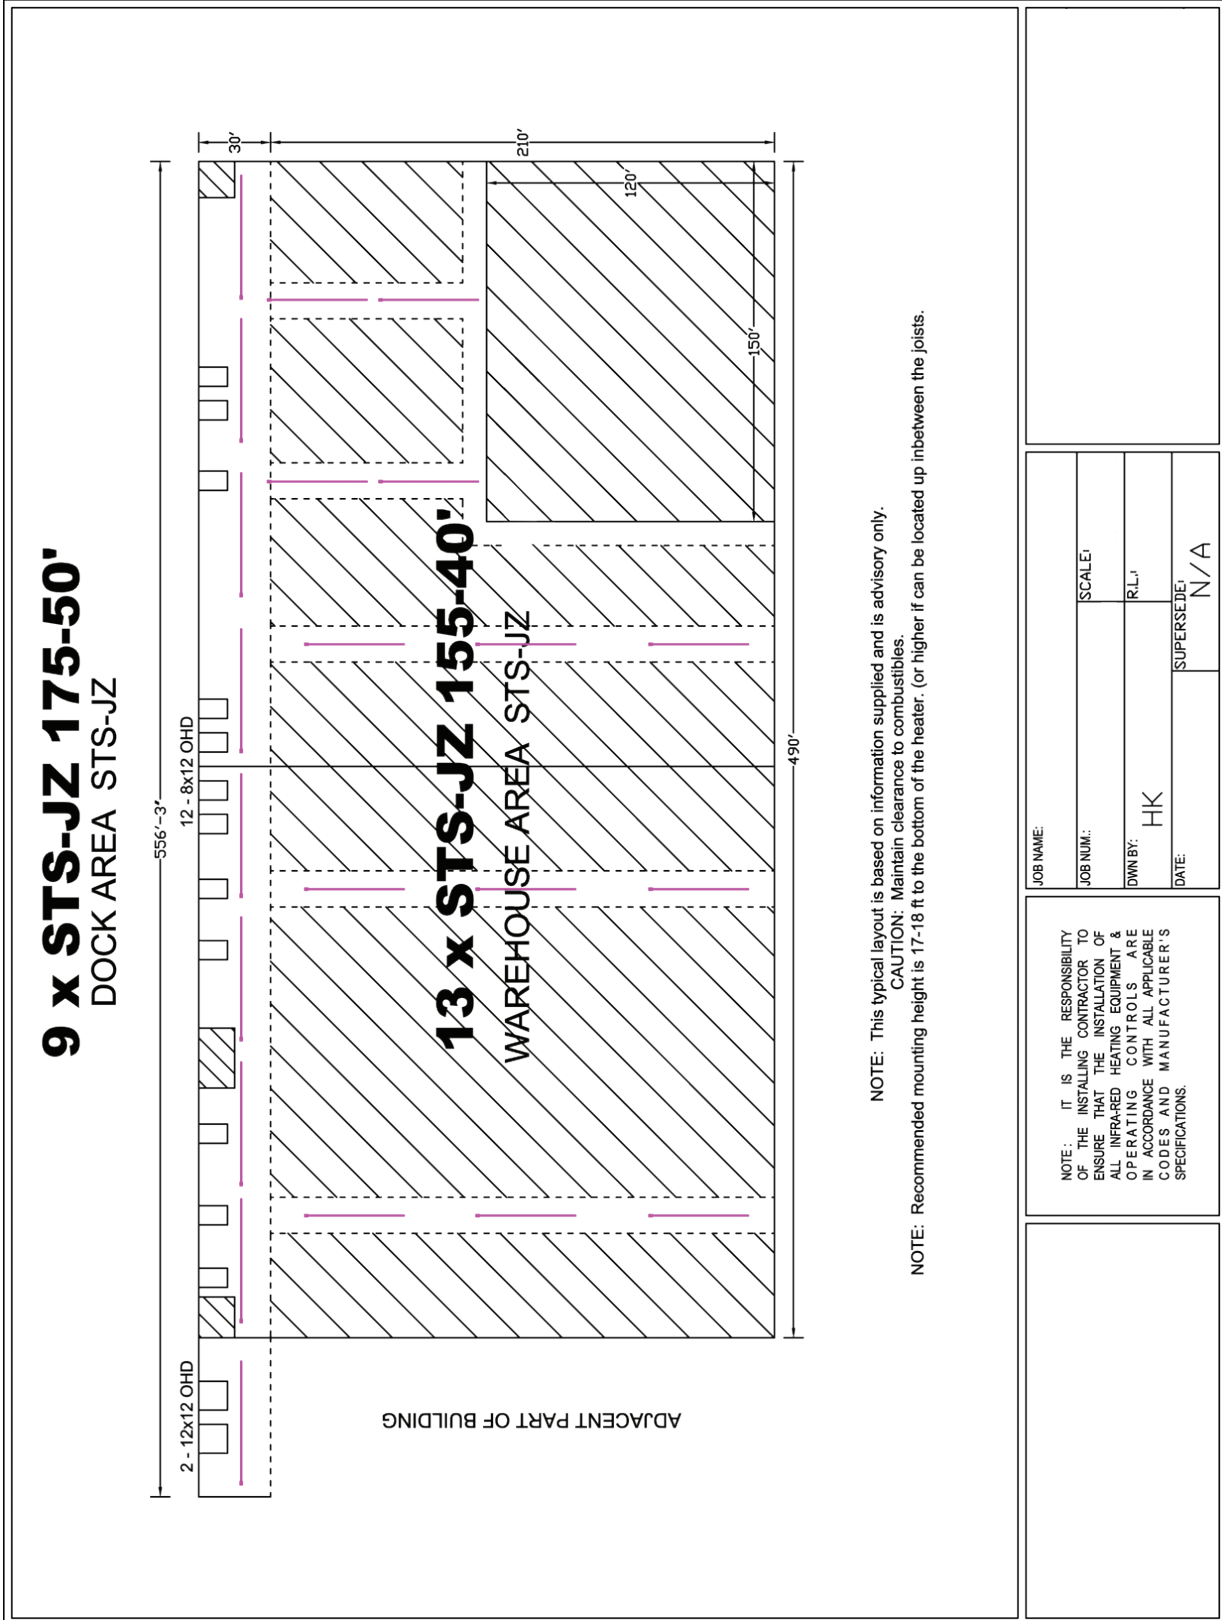 9 x STS-JZ 175-50'
DOCK AREA STS-JZ
556'-3"
2 - 12x12 OHD
12 - 8x12 OHD
30'
210'
13 x STS-JZ 155-40'
WAREHOUSE AREA STS-JZ
120'
150'
490'
ADJACENT PART OF BUILDING
NOTE: This typical layout is based on information supplied and is advisory only.
CAUTION: Maintain clearance to combustibles.
NOTE: Recommended mounting height is 17-18 ft to the bottom of the heater. (or higher if can be located up inbetween the joists.
NOTE: IT IS THE RESPONSIBILITY
OF THE INSTALLING CONTRACTOR TO
ENSURE THAT THE INSTALLATION OF
ALL INFRA-RED HEATING EQUIPMENT &
OPERATING CONTROLS ARE
IN ACCORDANCE WITH ALL APPLICABLE
CODES AND MANUFACTURER'S
SPECIFICATIONS.
JOB NAME:
JOB NUM.:
SCALE:
DWN BY:
HK
R.L.:
DATE:
SUPERSEDE:
N/A